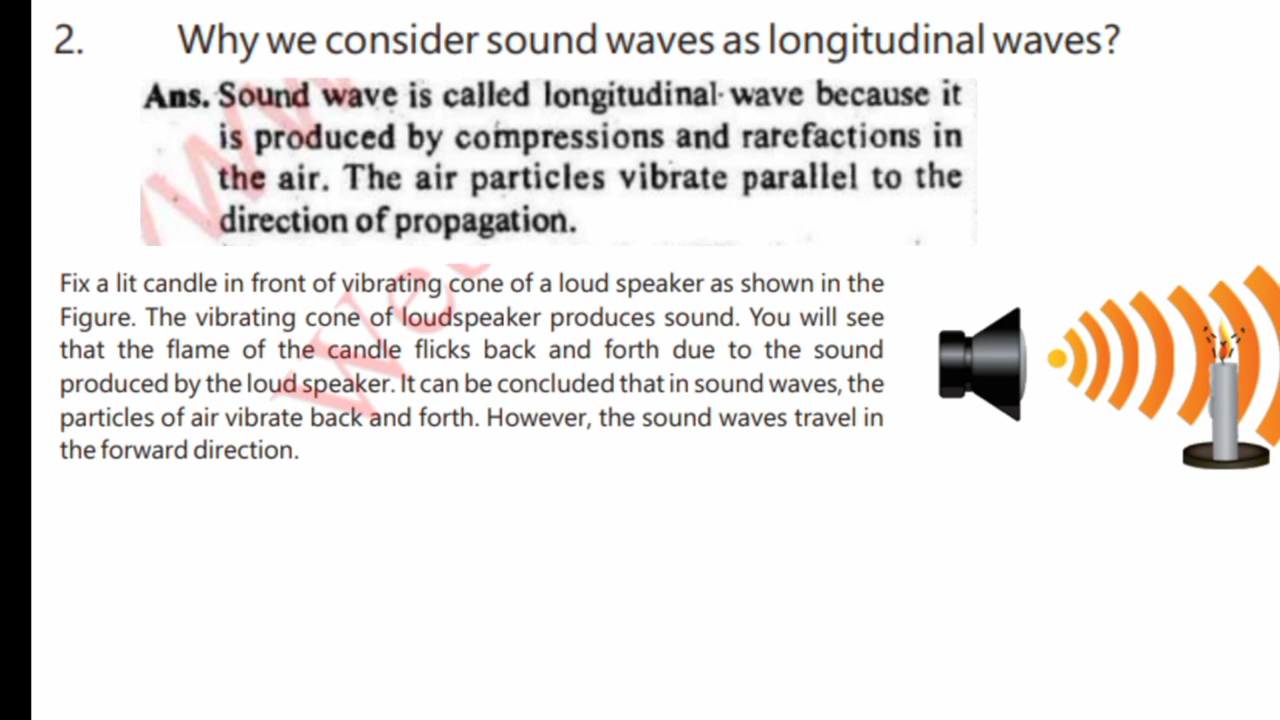 2. Why we consider sound waves as longitudinal waves?
Ans. Sound wave is called longitudinal wave because it
is produced by compressions and rarefactions in
the air. The air particles vibrate parallel to the
direction of propagation.
Fix a lit candle in front of vibrating cone of a loud speaker as shown in the
Figure. The vibrating cone of loudspeaker produces sound. You will see
that the flame of the candle flicks back and forth due to the sound
produced by the loud speaker. It can be concluded that in sound waves, the
particles of air vibrate back and forth. However, the sound waves travel in
the forward direction.